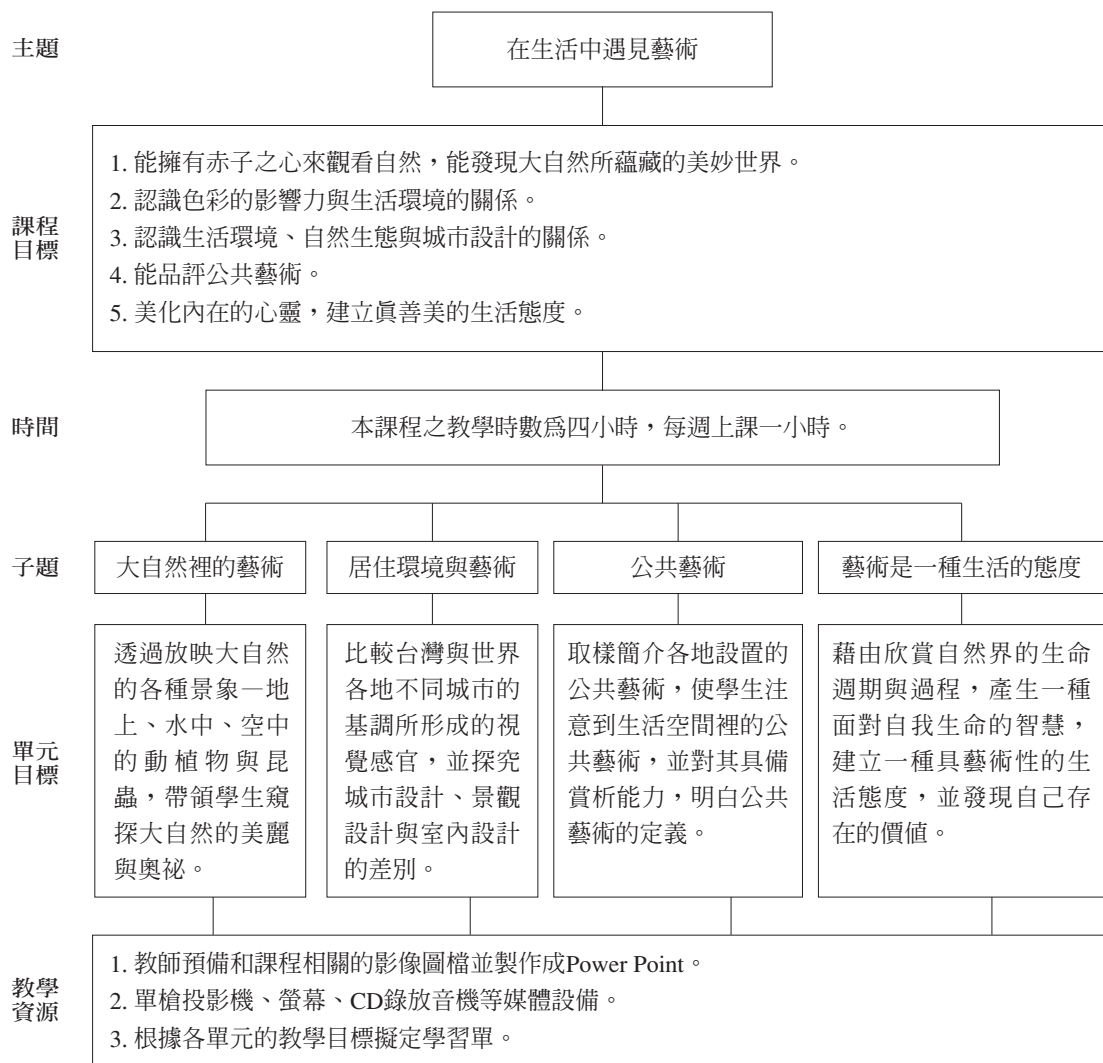 主題
在生活中遇見藝術
課程
目標
1. 能擁有赤子之心來觀看自然，能發現大自然所蘊藏的美妙世界。
2. 認識色彩的影響力與生活環境的關係。
3. 認識生活環境、自然生態與城市設計的關係。
4. 能品評公共藝術。
5. 美化內在的心靈，建立眞善美的生活態度。
時間
本課程之教學時數爲四小時，每週上課一小時。
子題
大自然裡的藝術
居住環境與藝術
公共藝術
藝術是一種生活的態度
單元
目標
透過放映大自然
的各種景象—地
上、水中、空中
的動植物與昆
蟲，帶領學生窺
探大自然的美麗
與奧祕。
比較台灣與世界
各地不同城市的
基調所形成的視
覺感官，並探究
城市設計、景觀
設計與室內設計
的差別。
取樣簡介各地設置的
公共藝術，使學生注
意到生活空間裡的公
共藝術，並對其具備
賞析能力，明白公共
藝術的定義。
藉由欣賞自然界的生命
週期與過程，產生一種
面對自我生命的智慧，
建立一種具藝術性的生
活態度，並發現自己存
在的價値。
教學
資源
1. 教師預備和課程相關的影像圖檔並製作成Power Point。
2. 單槍投影機、螢幕、CD錄放音機等媒體設備。
3. 根據各單元的教學目標擬定學習單。